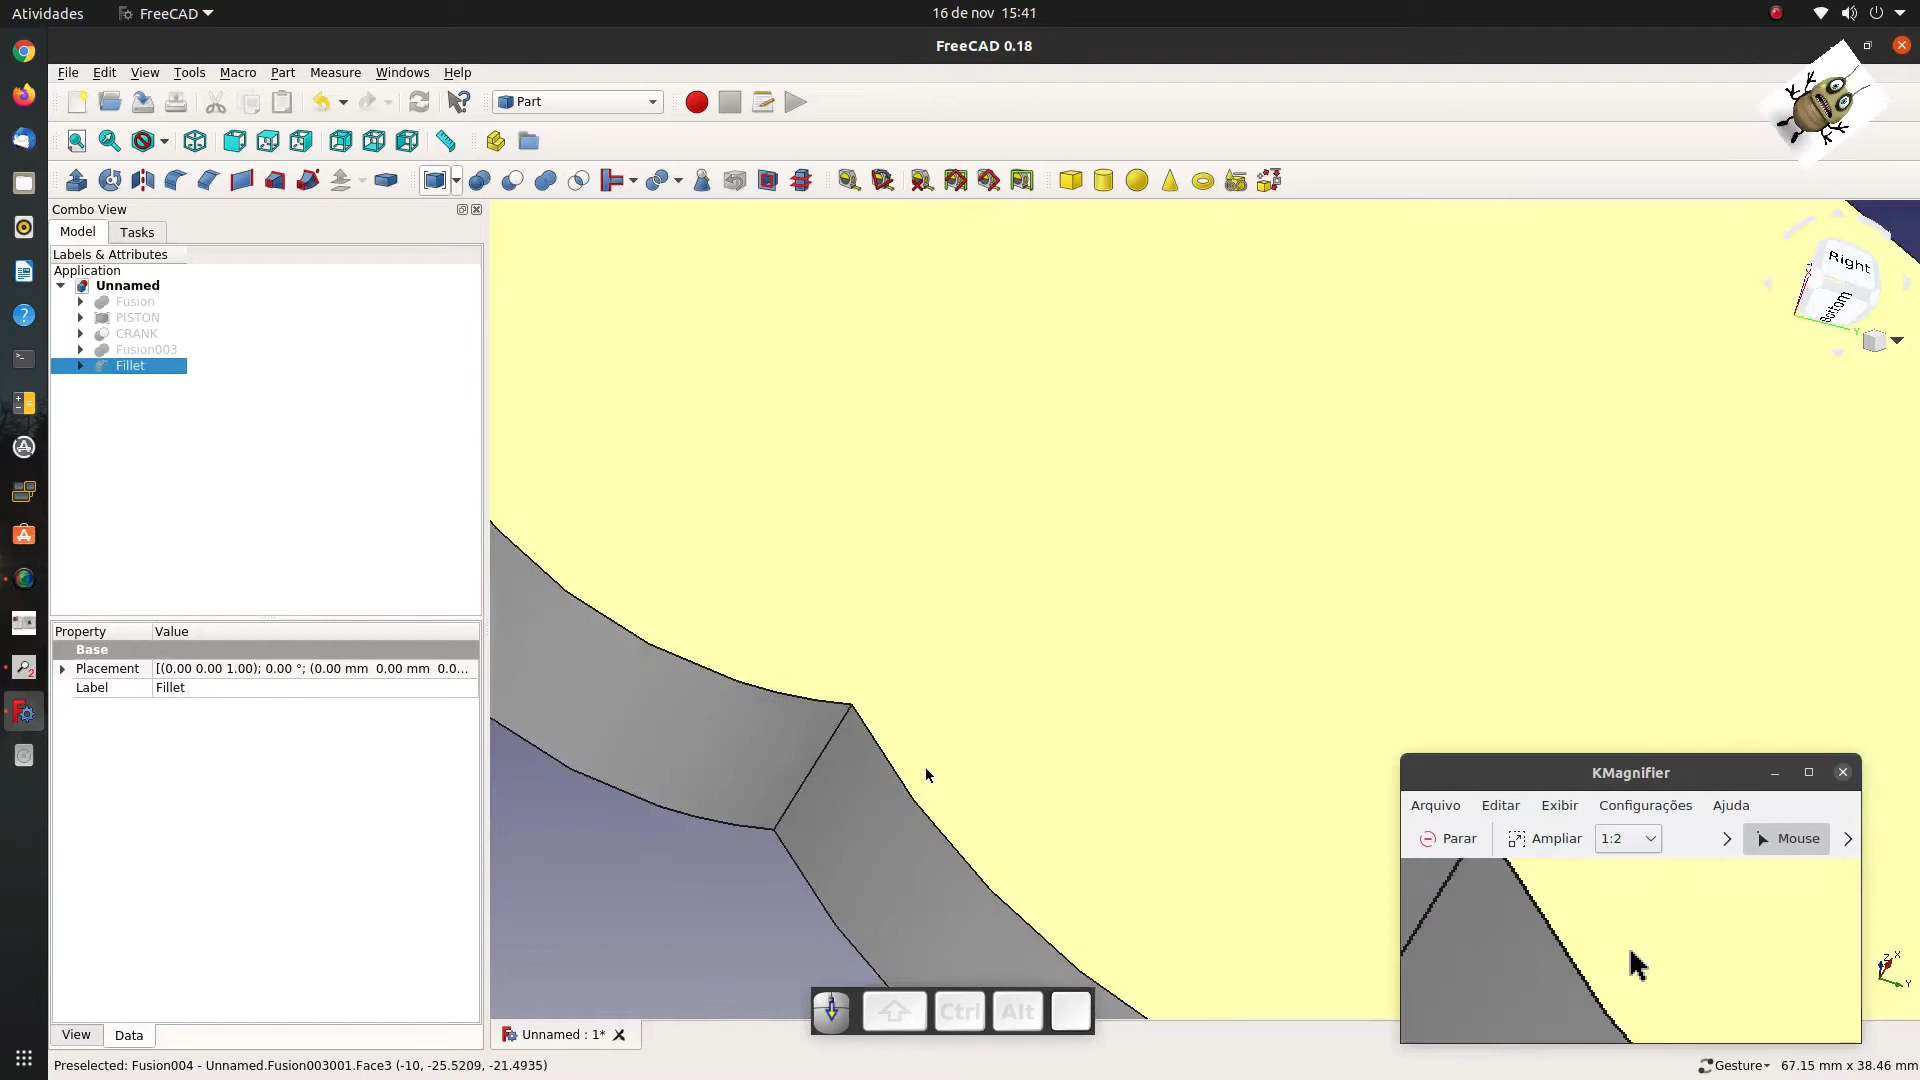 Atividades
FreeCAD
16 de nov 15:41
FreeCAD 0.18
File Edit View Tools Macro Part Measure Windows Help
Part
Combo View
Model Tasks
Labels & Attributes
Application
Unnamed
Fusion
PISTON
CRANK
Fusion003
Fillet
Right
Bottom
Y
Property Value
Base
Placement [(0.00 0.00 1.00); 0.00 °; (0.00 mm 0.00 mm 0.0...
Label Fillet
KMagnifier
Arquivo Editar Exibir Configurações Ajuda
Parar Ampliar 1:2 Mouse
Z X
Y
Ctrl Alt
View Data
Unnamed : 1*
Preselected: Fusion004 - Unnamed.Fusion003001.Face3 (-10, -25.5209, -21.4935)
Gesture 67.15 mm x 38.46 mm